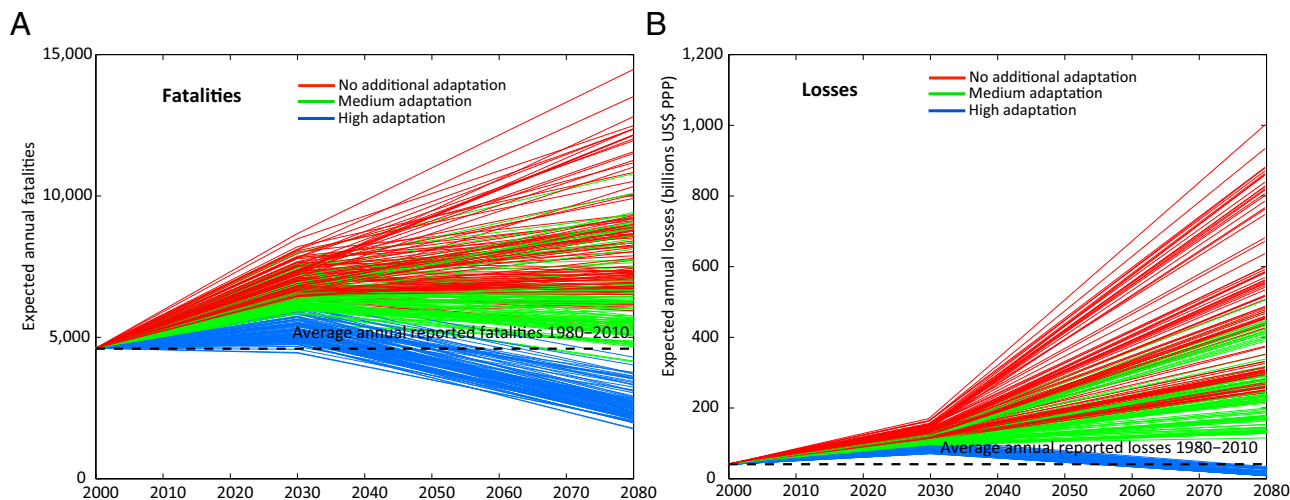 A
Fatalities
No additional adaptation
Medium adaptation
High adaptation
Expected annual fatalities
15,000
10,000
5,000
0
Average annual reported fatalities 1980–2010
2000 2010 2020 2030 2040 2050 2060 2070 2080
B
Losses
No additional adaptation
Medium adaptation
High adaptation
Expected annual losses (billions US$ PPP)
1,200
1,000
800
600
400
200
0
Average annual reported losses 1980–2010
2000 2010 2020 2030 2040 2050 2060 2070 2080